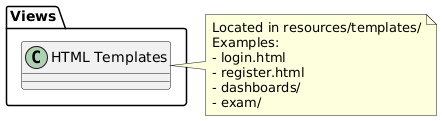 Views
C HTML Templates
Located in resources/templates/
Examples:
- login.html
- register.html
- dashboards/
- exam/